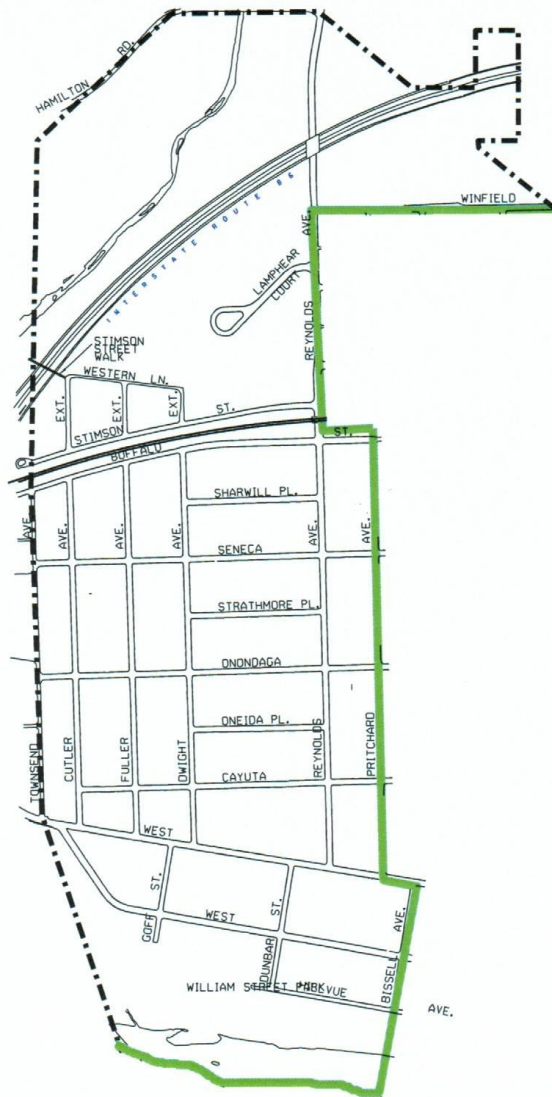 HAMILTON RD.
WINFIELD
INTERSTATE ROUTE 86
REYNOLDS AVE.
LAMPHEAR
COURT
STIMSON
STREET
WALK
WESTERN LN.
EXT.
EXT.
EXT.
STIMSON ST.
BUFFALO ST.
SHARWILL PL.
AVE
AVE.
AVE.
AVE.
AVE.
AVE.
SENECA
STRATHMORE PL.
ONONDAGA
ONEIDA PL.
TOWNSEND
CUTLER
FULLER
DWIGHT
REYNOLDS
PRITCHARD
CAYUTA
WEST
GOFF ST.
WEST
DUNBAR ST.
BISSELL AVE.
WILLIAM STREET PARK
AVE.